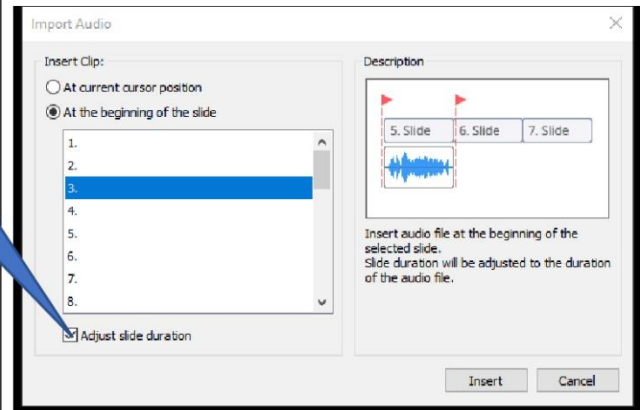 Import Audio
Insert Clip:
At current cursor position
At the beginning of the slide
1.
2.
3.
4.
5.
6.
7.
8.
Adjust slide duration
Description
5. Slide 6. Slide 7. Slide
Insert audio file at the beginning of the
selected slide.
Slide duration will be adjusted to the duration
of the audio file.
Insert Cancel